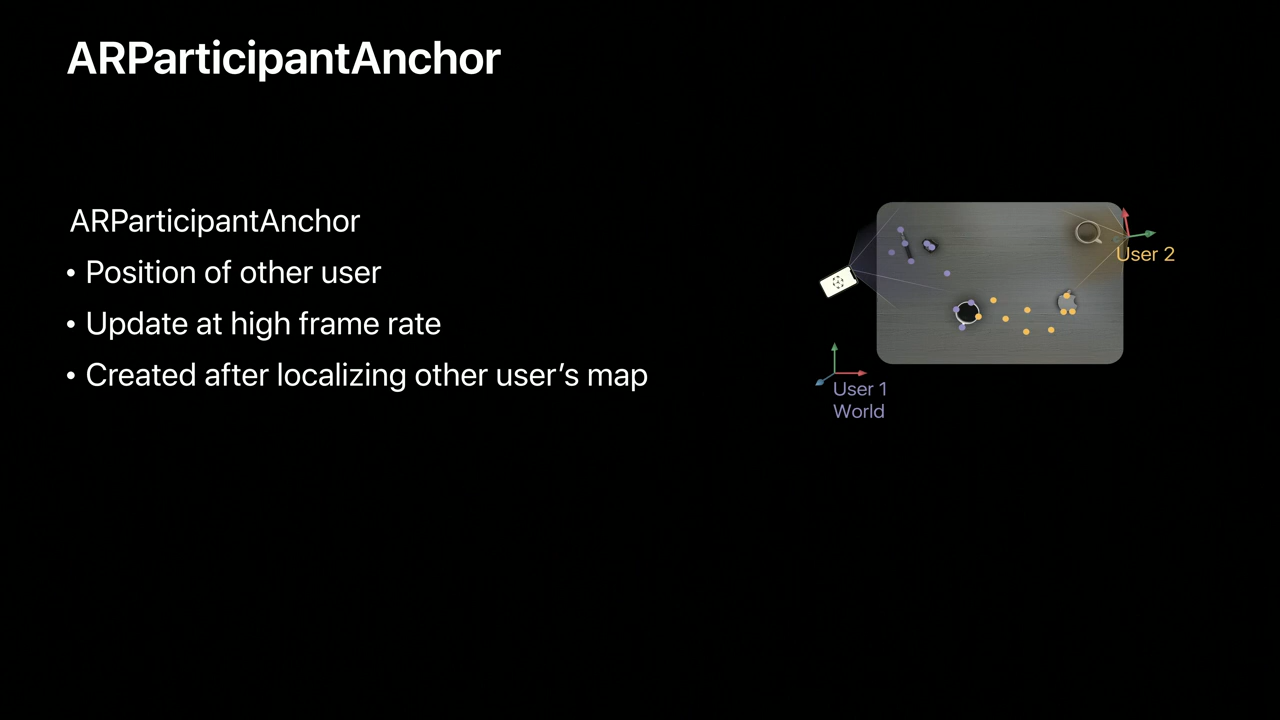 ARParticipantAnchor
ARParticipantAnchor
• Position of other user
• Update at high frame rate
• Created after localizing other user’s map
User 2
User 1
World